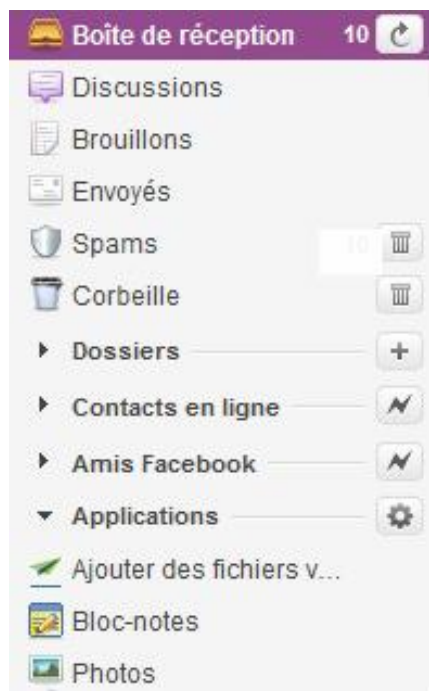 Boîte de réception 10
Discussions
Brouillons
Envoyés
Spams
Corbeille
Dossiers
Contacts en ligne
Amis Facebook
Applications
Ajouter des fichiers v...
Bloc-notes
Photos